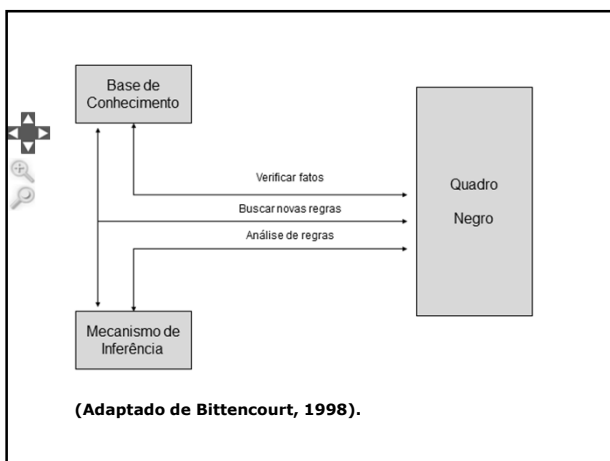 Base de
Conhecimento
Verificar fatos
Quadro
Negro
Buscar novas regras
Análise de regras
Mecanismo de
Inferência
(Adaptado de Bittencourt, 1998).